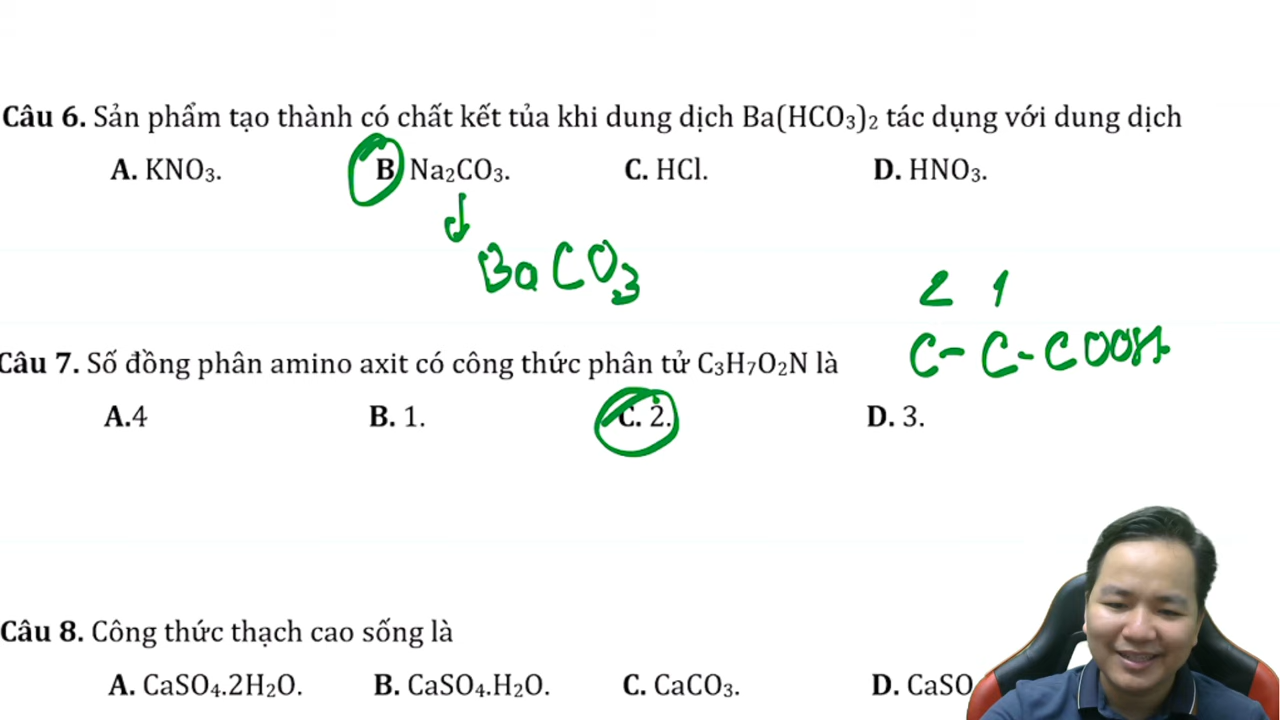 Câu 6. Sản phẩm tạo thành có chất kết tủa khi dung dịch Ba(HCO₃)₂ tác dụng với dung dịch
A. KNO₃. B Na₂CO₃. C. HCl. D. HNO₃.
BaCO₃
2 1
C-C-COOH
Câu 7. Số đồng phân amino axit có công thức phân tử C₃H₇O₂N là
A.4 B. 1. C. 2. D. 3.
Câu 8. Công thức thạch cao sống là
A. CaSO₄.2H₂O. B. CaSO₄.H₂O. C. CaCO₃. D. CaSO